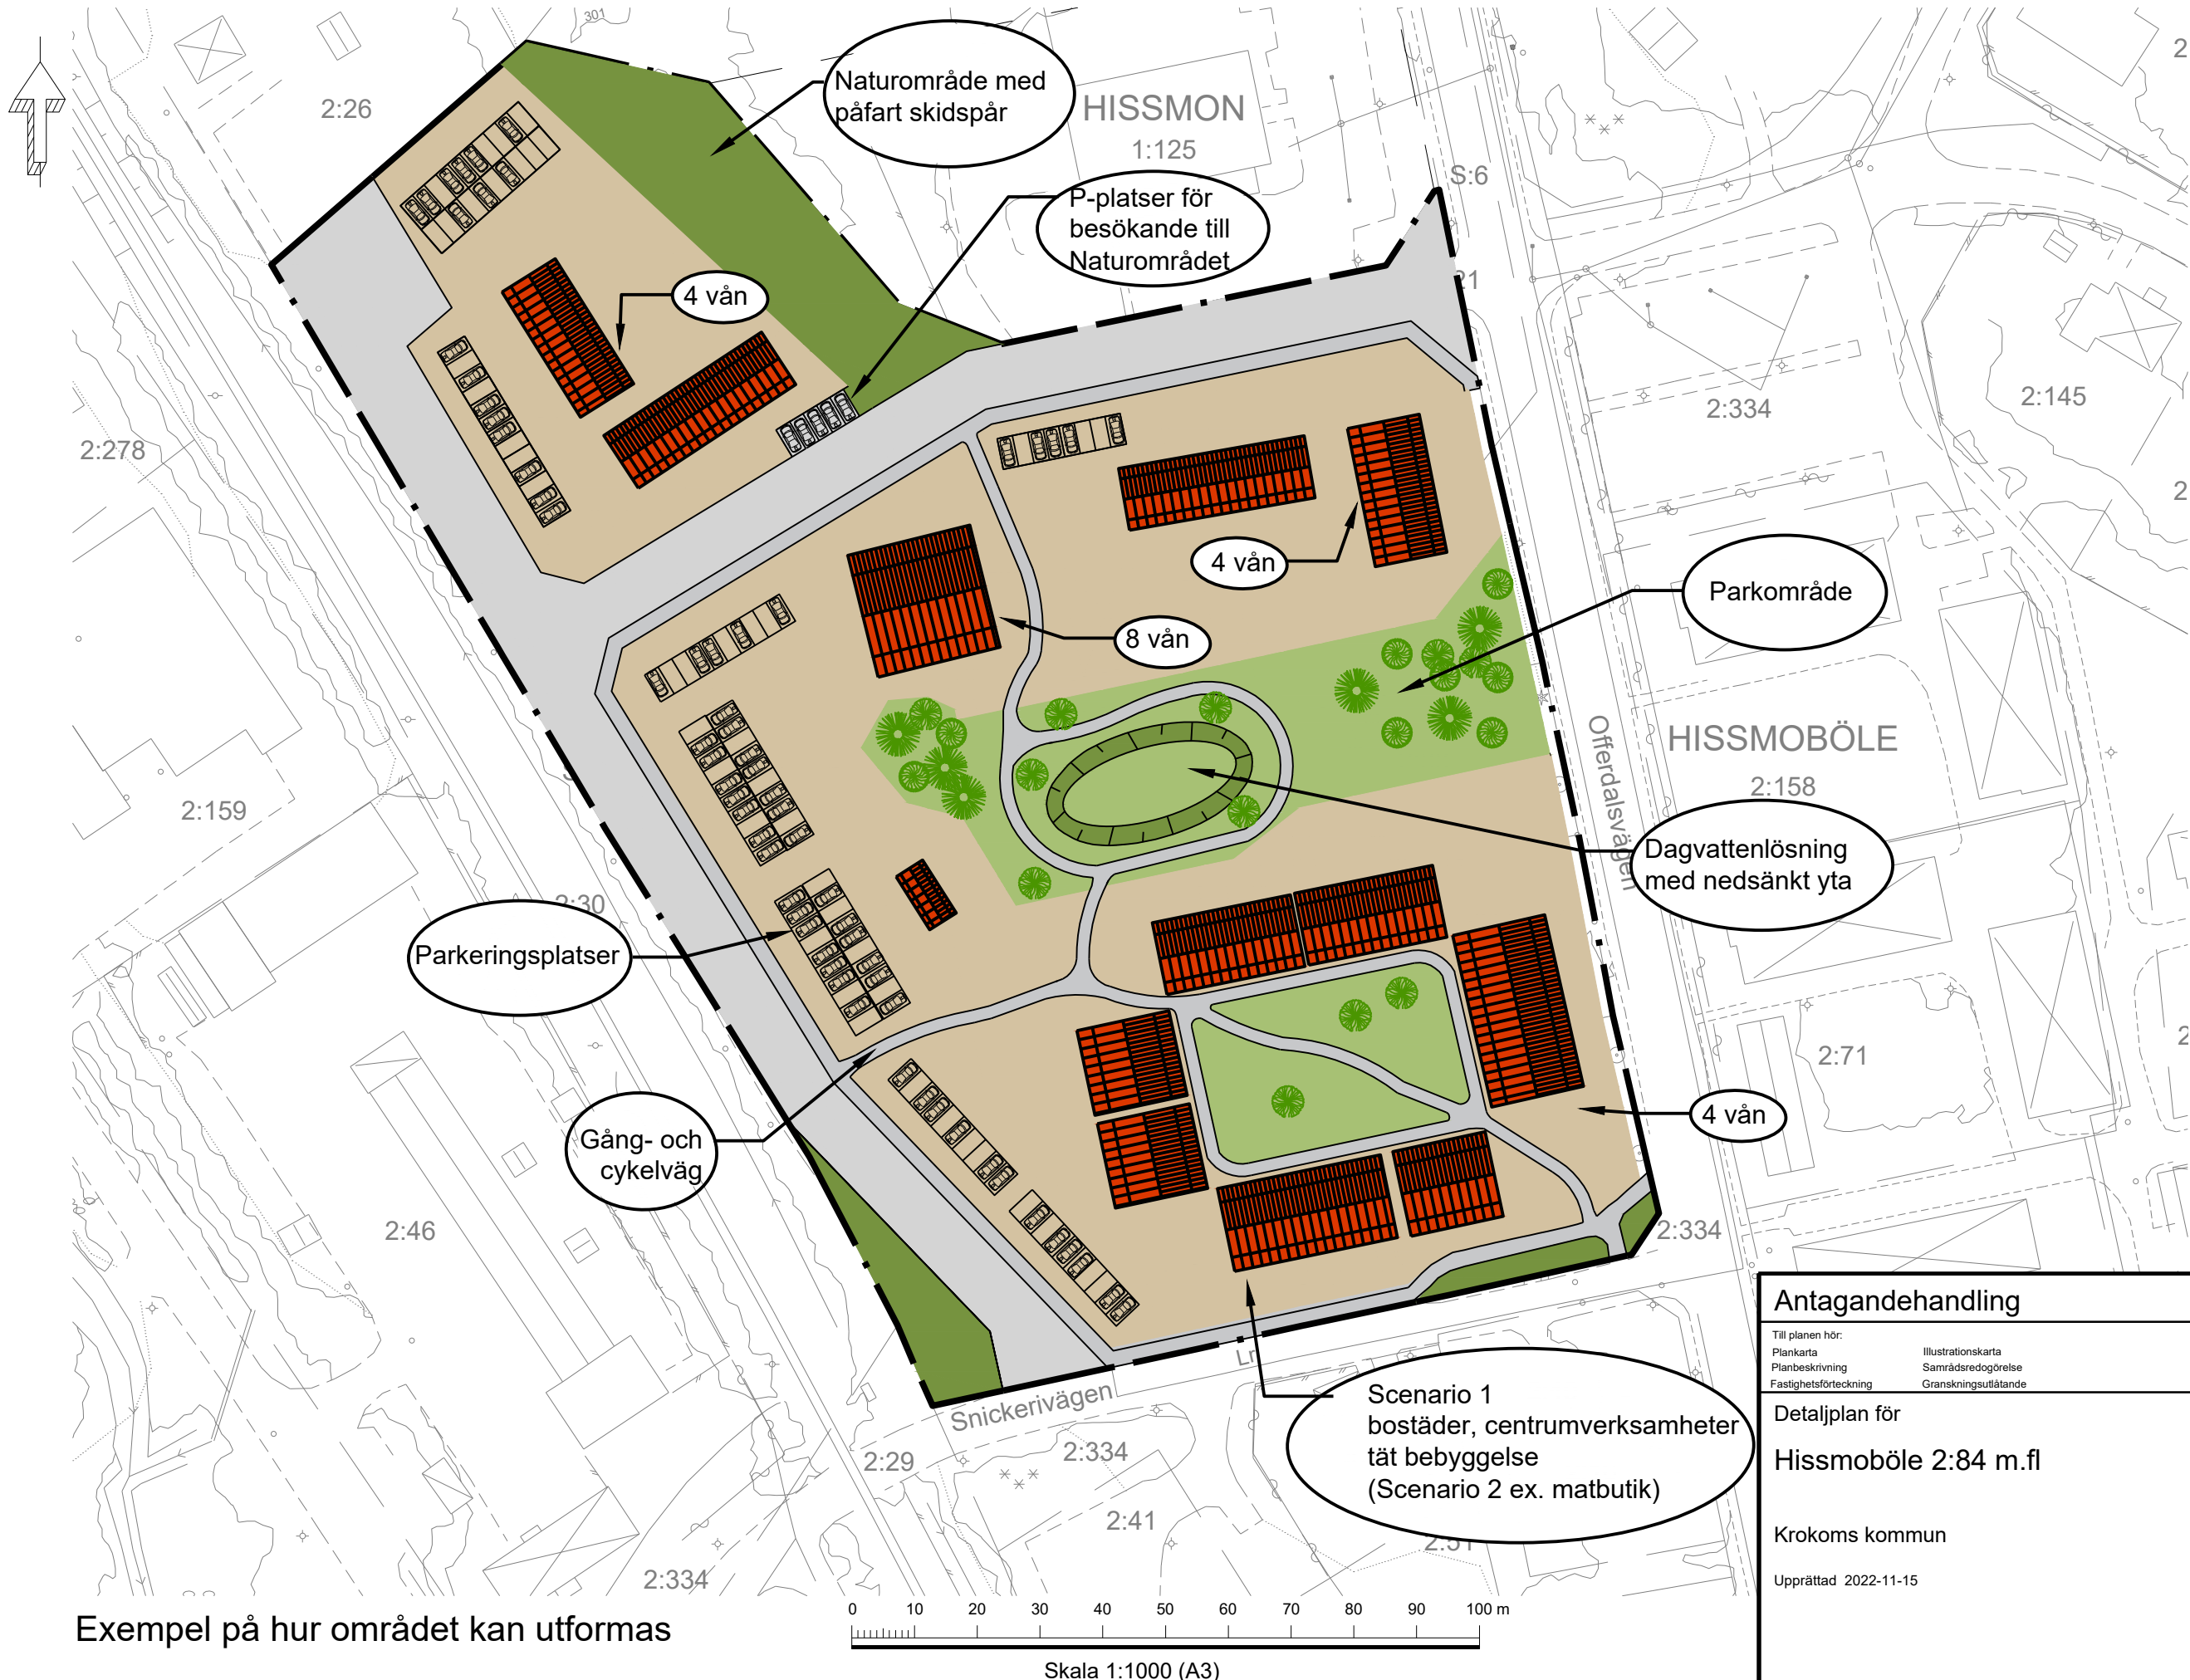 301
2:26
Naturområde med
påfart skidspår
HISSMON
1:125
S:6
P-platser för
besökande till
Naturområdet
21
4 vån
2:278
2:334
2:145
4 vån
8 vån
Parkområde
Offerdalsvägen
HISSMOBÖLE
2:158
2:159
Dagvattenlösning
med nedsänkt yta
2:30
Parkeringsplatser
2:71
4 vån
Gång- och
cykelväg
2:46
2:334
Snickerivägen
2:29
2:334
2:41
2:51
2:334
Scenario 1
bostäder, centrumverksamheter
tät bebyggelse
(Scenario 2 ex. matbutik)
Antagandehandling
Till planen hör:
Plankarta Illustrationskarta
Planbeskrivning Samrådsredogörelse
Fastighetsförteckning Granskningsutlåtande
Detaljplan för
Hissmoböle 2:84 m.fl
Krokoms kommun
Upprättad 2022-11-15
Exempel på hur området kan utformas
0 10 20 30 40 50 60 70 80 90 100 m
Skala 1:1000 (A3)